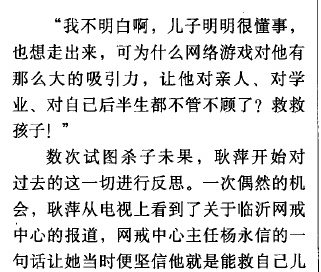 “我不明白啊，儿子明明很懂事，
也想走出来，可为什么网络游戏对他有
那么大的吸引力，让他对亲人、对学
业、对自己后半生都不管不顾了？救救
孩子！”
数次试图杀子未果，耿萍开始对
过去的这一切进行反思。一次偶然的机
会，耿萍从电视上看到了关于临沂网戒
中心的报道，网戒中心主任杨永信的一
句话让她当时便坚信他就是能救自己儿